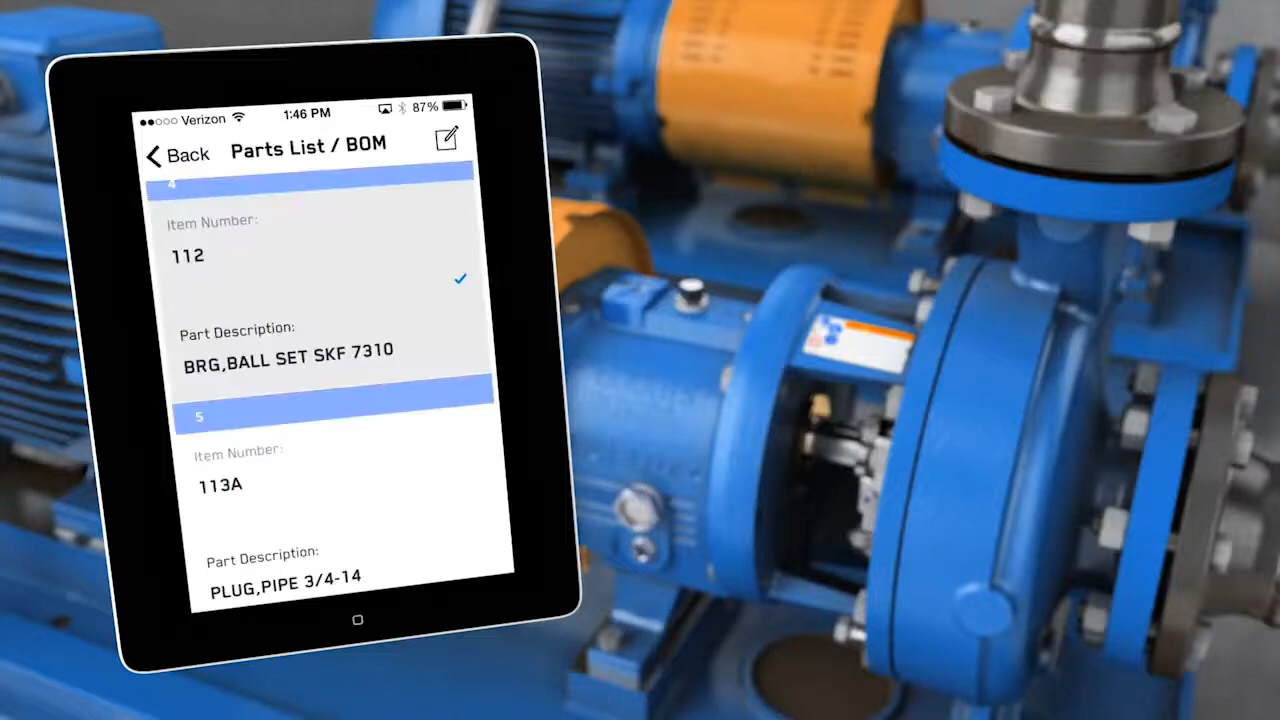 Verizon 1:46 PM 87%
Back Parts List / BOM
4
Item Number:
112
Part Description:
BRG,BALL SET SKF 7310
5
Item Number:
113A
Part Description:
PLUG,PIPE 3/4-14